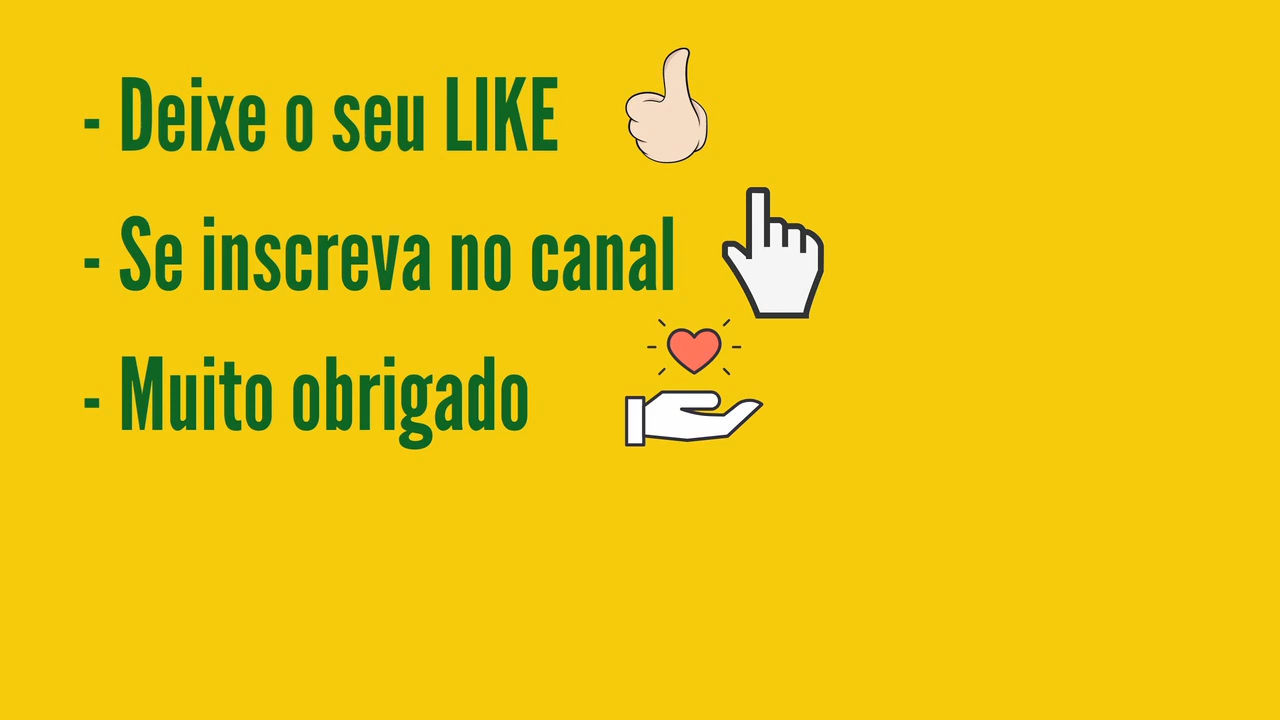 - Deixe o seu LIKE
- Se inscreva no canal
- Muito obrigado